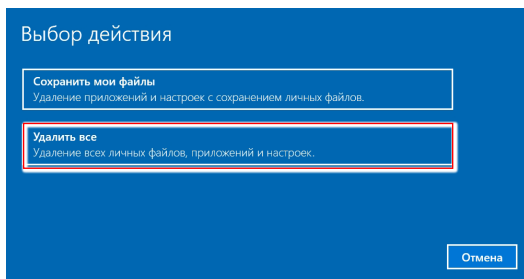 Выбор действия
Сохранить мои файлы
Удаление приложений и настроек с сохранением личных файлов.
Удалить все
Удаление всех личных файлов, приложений и настроек.
Отмена